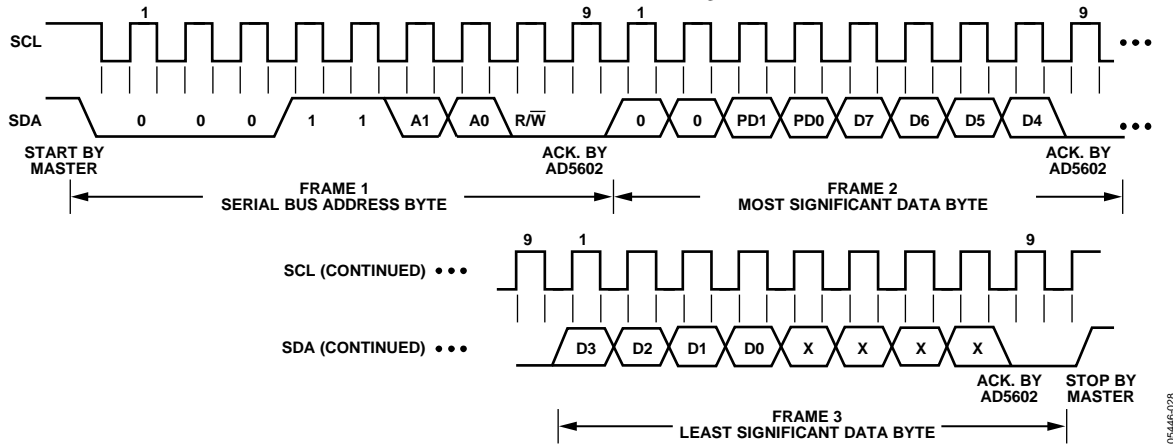 1 9 1 9
SCL
SDA 0 0 0 1 1 A1 A0 R/W̅ 0 0 PD1 PD0 D7 D6 D5 D4
START BY MASTER
ACK. BY AD5602
ACK. BY AD5602
FRAME 1
SERIAL BUS ADDRESS BYTE
FRAME 2
MOST SIGNIFICANT DATA BYTE
9 1 9
SCL (CONTINUED)
SDA (CONTINUED) D3 D2 D1 D0 X X X X
ACK. BY AD5602
STOP BY MASTER
FRAME 3
LEAST SIGNIFICANT DATA BYTE
05446-028